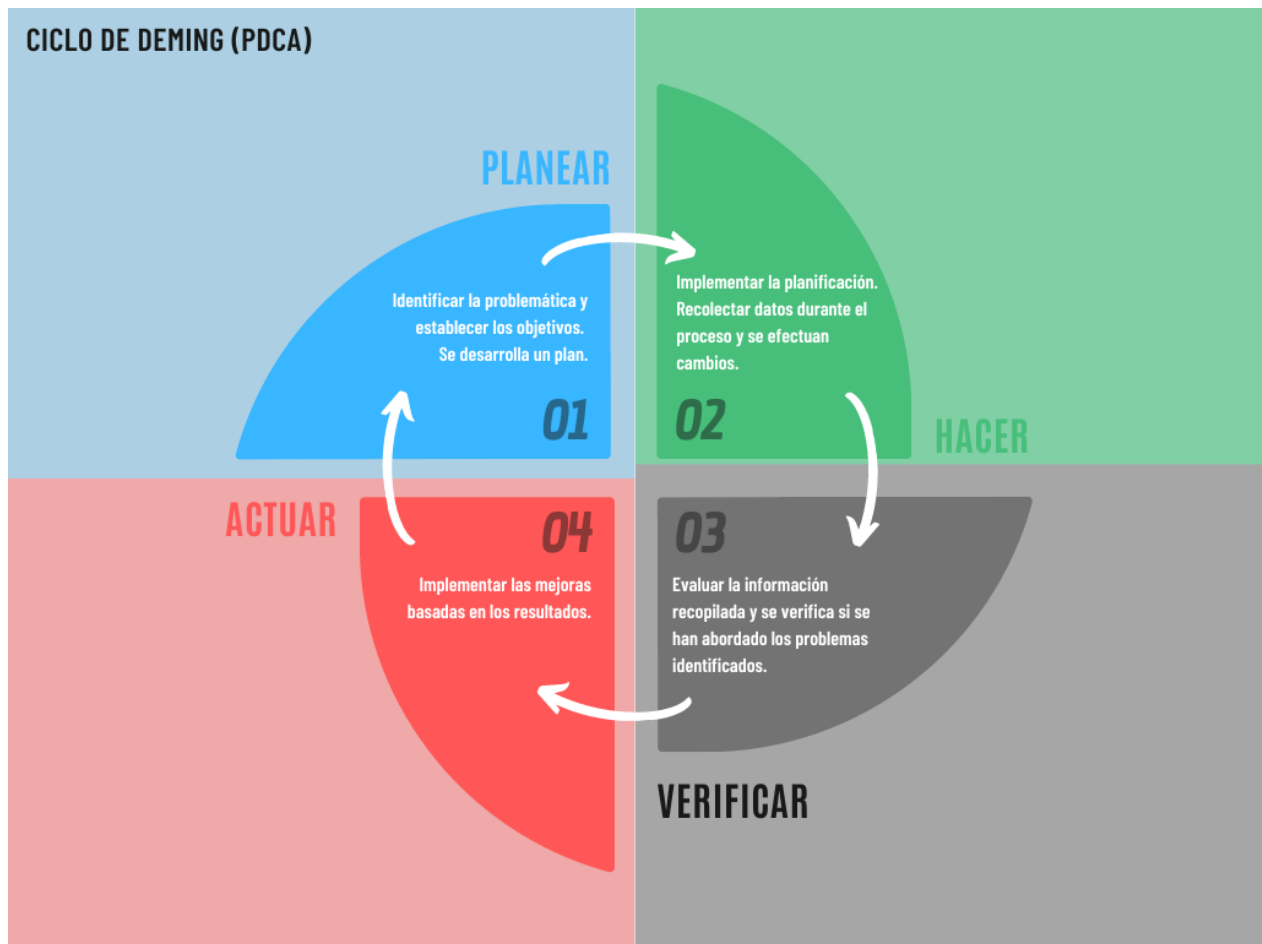 CICLO DE DEMING (PDCA)
PLANEAR
Identificar la problemática y
establecer los objetivos.
Se desarrolla un plan.
01
Implementar la planificación.
Recolectar datos durante el
proceso y se efectuan
cambios.
02
HACER
03
Evaluar la información
recopilada y se verifica si se
han abordado los problemas
identificados.
VERIFICAR
ACTUAR
04
Implementar las mejoras
basadas en los resultados.